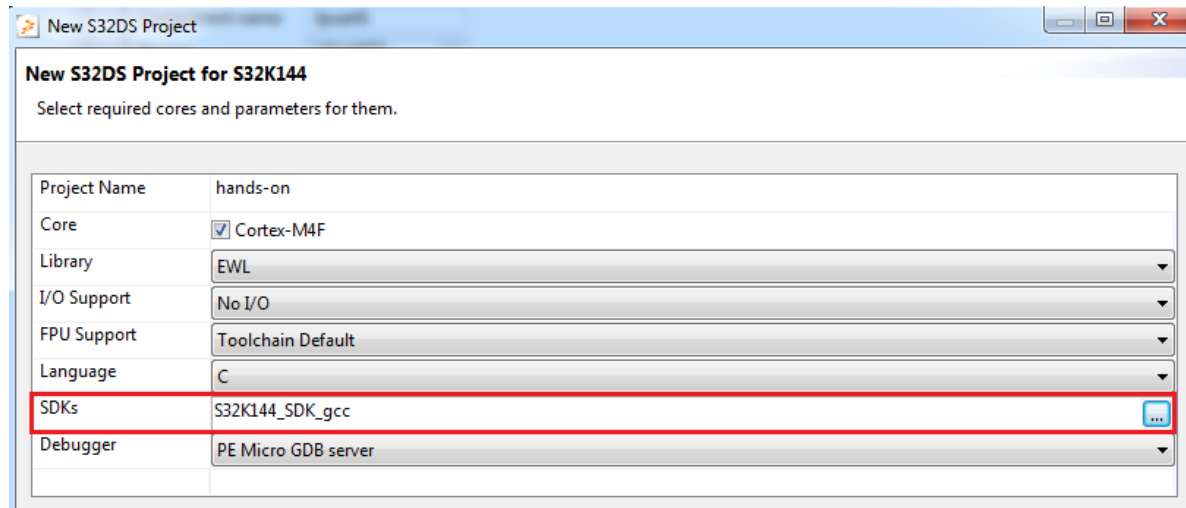 New S32DS Project
New S32DS Project for S32K144
Select required cores and parameters for them.
Project Name hands-on
Core Cortex-M4F
Library EWL
I/O Support No I/O
FPU Support Toolchain Default
Language C
SDKs S32K144_SDK_gcc ...
Debugger PE Micro GDB server